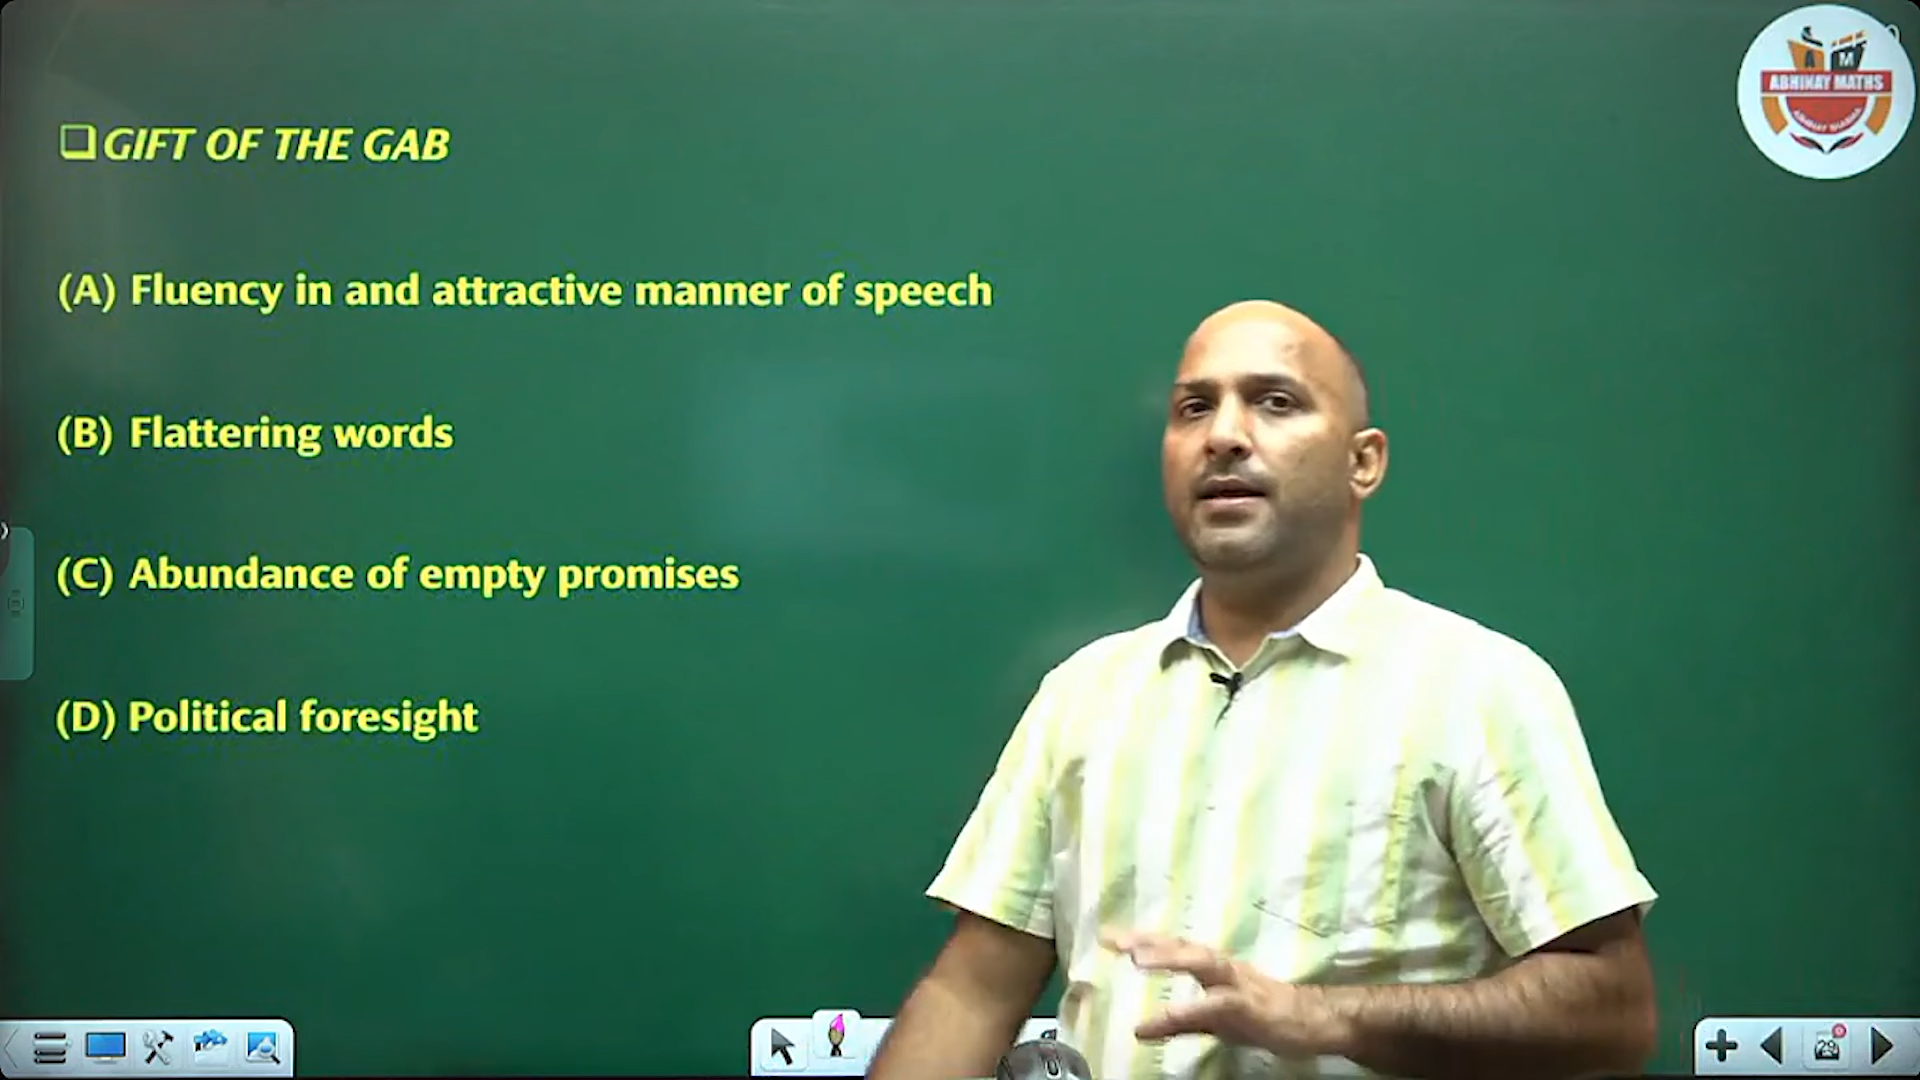 GIFT OF THE GAB
(A) Fluency in and attractive manner of speech
(B) Flattering words
(C) Abundance of empty promises
(D) Political foresight
A M
ABHINAY MATHS
29